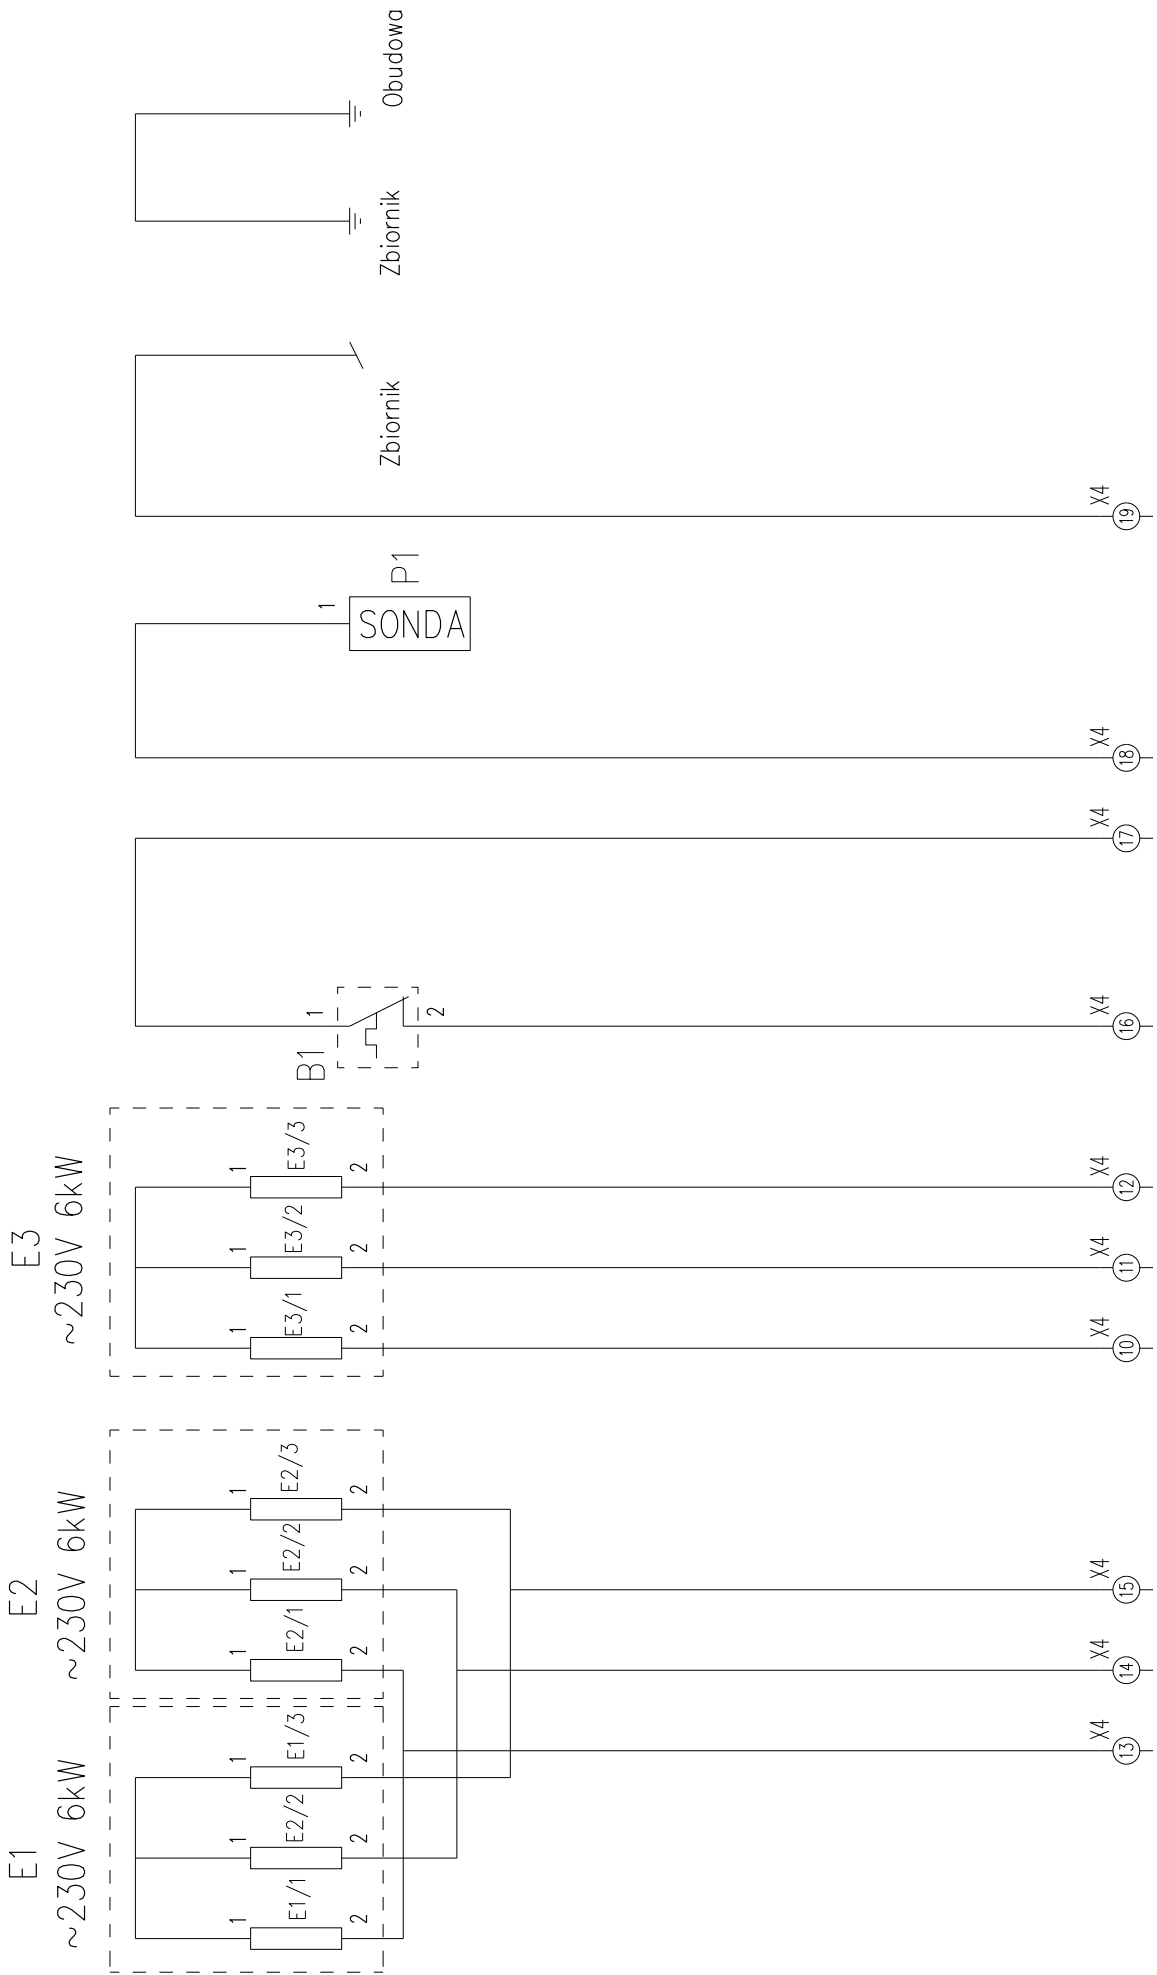 E1
~230V 6kW
E2
~230V 6kW
E3
~230V 6kW
1
1
1
1
1
1
1
1
1
E1/1
E2/2
E1/3
E2/1
E2/2
E2/3
E3/1
E3/2
E3/3
2
2
2
2
2
2
2
2
2
B1
1
2
1
SONDA
P1
Zbiornik
Zbiornik
Obudowa
X4
13
X4
14
X4
15
X4
10
X4
11
X4
12
X4
16
X4
17
X4
18
X4
19